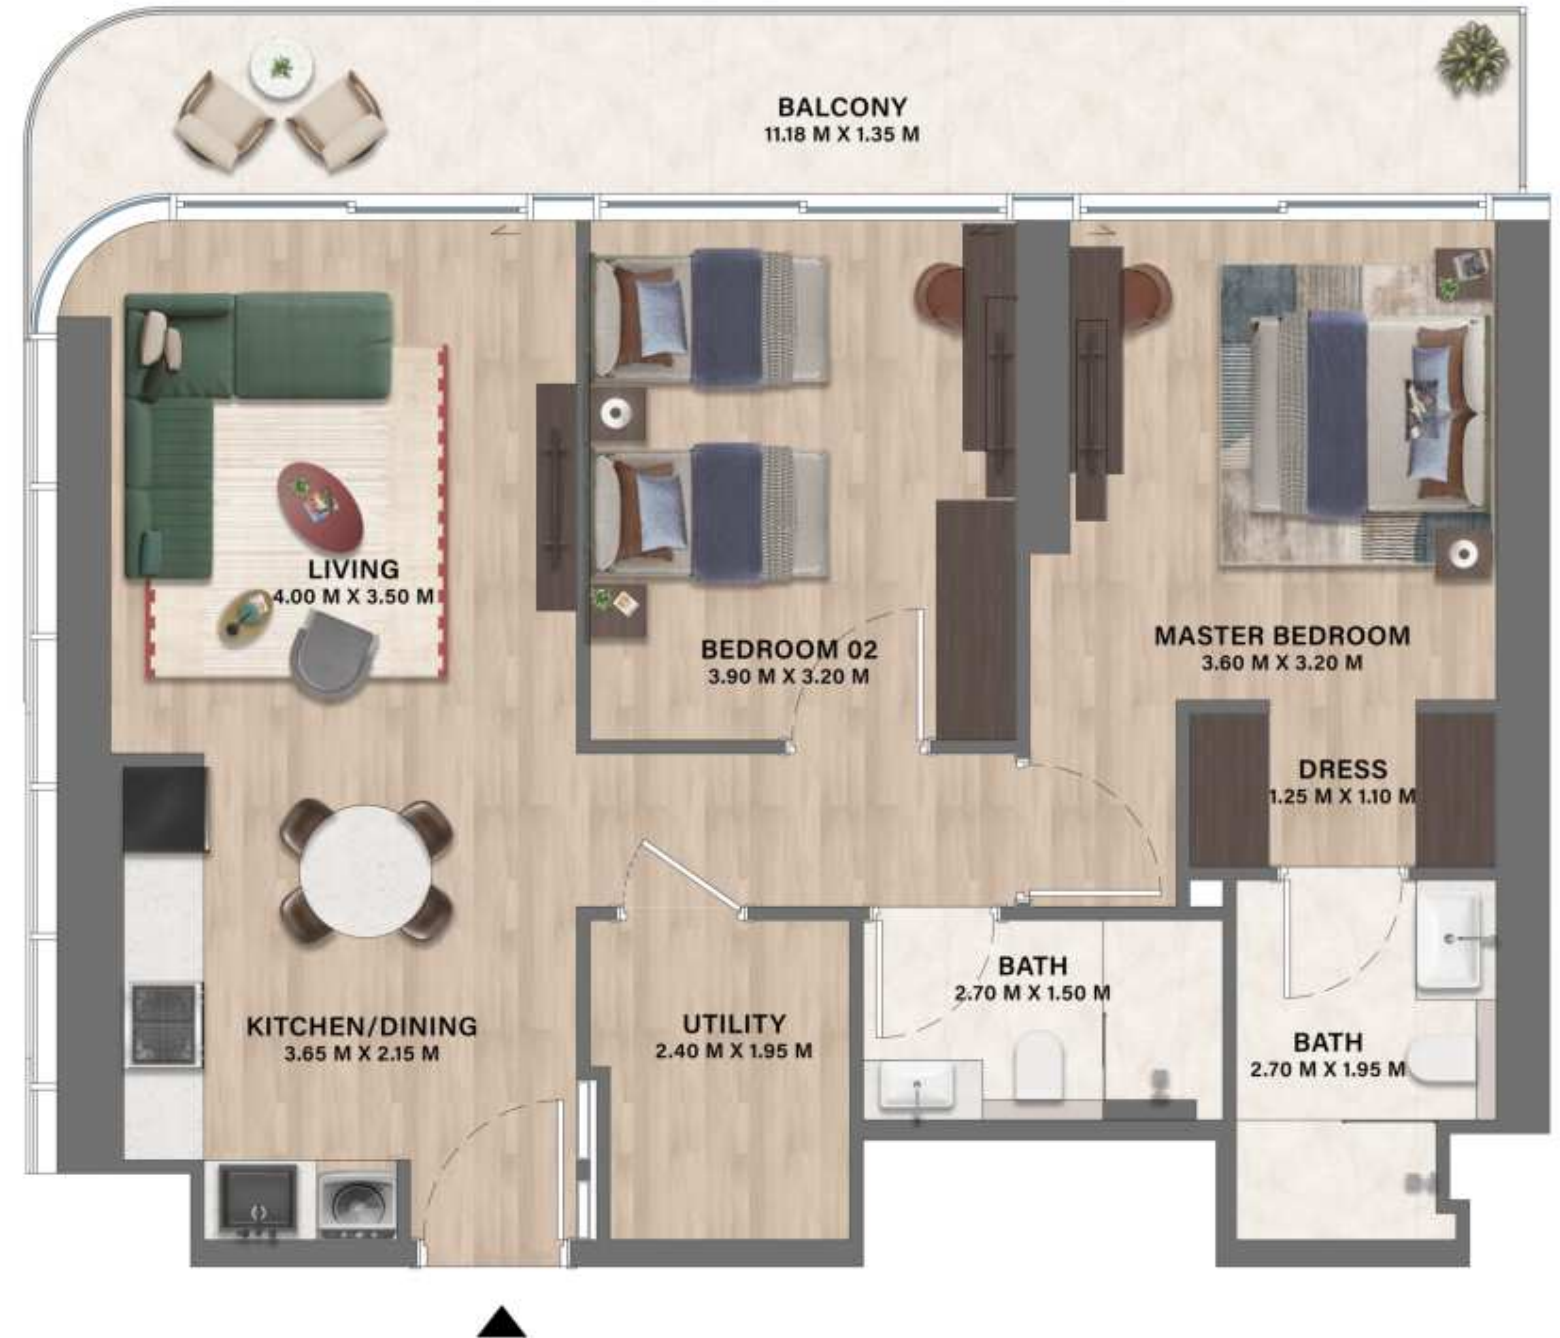 BALCONY
11.18 M X 1.35 M
LIVING
4.00 M X 3.50 M
BEDROOM 02
3.90 M X 3.20 M
MASTER BEDROOM
3.60 M X 3.20 M
DRESS
1.25 M X 1.10 M
KITCHEN/DINING
3.65 M X 2.15 M
UTILITY
2.40 M X 1.95 M
BATH
2.70 M X 1.50 M
BATH
2.70 M X 1.95 M